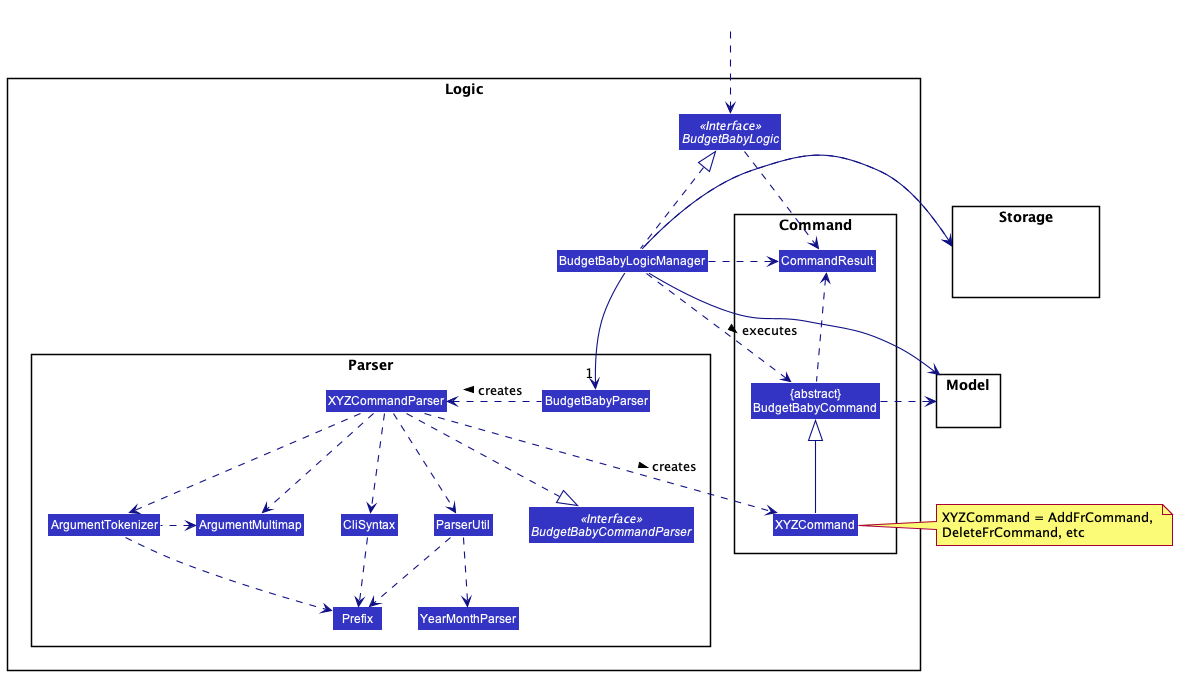 Logic
«Interface»
BudgetBabyLogic
Storage
Command
BudgetBabyLogicManager
CommandResult
executes
Parser
1
Model
XYZCommandParser
creates
BudgetBabyParser
{abstract}
BudgetBabyCommand
creates
ArgumentTokenizer
ArgumentMultimap
CliSyntax
ParserUtil
«Interface»
BudgetBabyCommandParser
XYZCommand
XYZCommand = AddFrCommand,
DeleteFrCommand, etc
Prefix
YearMonthParser